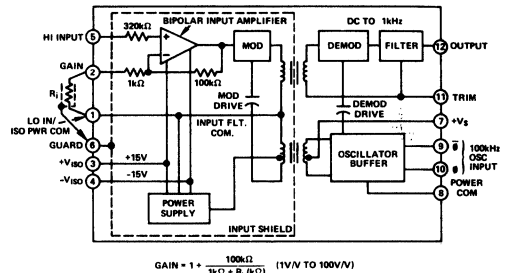 BIPOLAR INPUT AMPLIFIER
DC TO 1kHz
320kΩ
HI INPUT 5
MOD
DEMOD
FILTER
12 OUTPUT
GAIN 2
1kΩ
100kΩ
MOD
DRIVE
DEMOD
DRIVE
11 TRIM
Ri
1
LO IN/
ISO PWR COM
INPUT FLT.
COM.
7 +VS
GUARD 6
+VISO 3
+15V
−VISO 4
-15V
OSCILLATOR
BUFFER
9 φ
10 φ
100kHz
OSC
INPUT
8 POWER
COM
POWER
SUPPLY
INPUT SHIELD
GAIN = 1 + 100kΩ / 1kΩ + Ri (kΩ) (1V/V TO 100V/V)